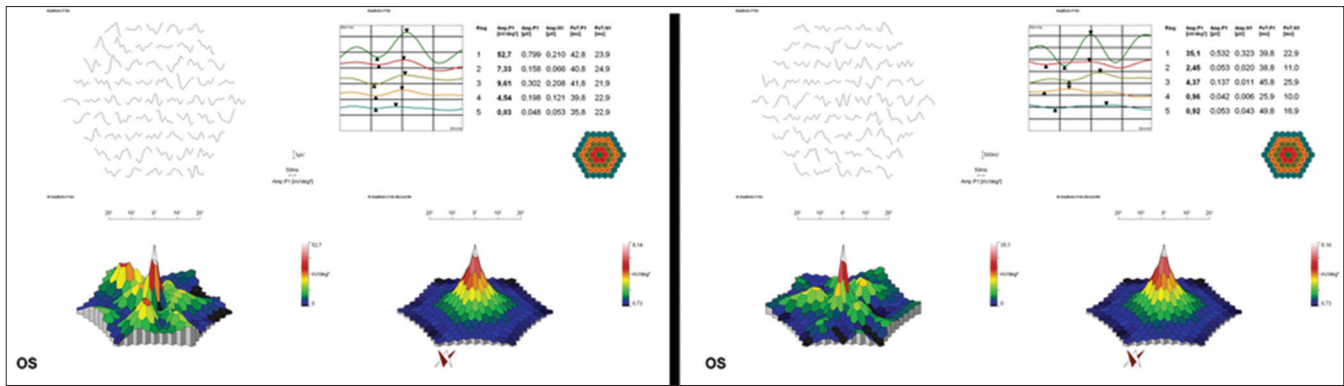 Ring Amp.P1 Amp.P1 Amp.N1 PeT.P1 PeT.N1
[nV/deg²] [µV] [µV] [ms] [ms]
1 52,7 0,799 0,210 42,8 23,9
2 7,33 0,158 0,066 40,8 24,9
3 9,61 0,302 0,208 41,8 21,9
4 4,54 0,198 0,121 39,8 22,9
5 0,93 0,048 0,053 35,8 22,9
50ms
Amp.P1 [nV/deg²]
20° 10° 0° 10° 20°
20° 10° 0° 10° 20°
52,7
nV/deg²
0
nV/deg²
0,73
OS
Ring Amp.P1 Amp.P1 Amp.N1 PeT.P1 PeT.N1
[nV/deg²] [µV] [µV] [ms] [ms]
1 35,1 0,532 0,323 39,8 22,9
2 2,45 0,053 0,020 38,8 11,0
3 4,37 0,137 0,011 45,8 25,9
4 0,96 0,042 0,006 25,9 10,0
5 0,92 0,053 0,043 49,8 16,9
500nV
50ms
Amp.P1 [nV/deg²]
20° 10° 0° 10° 20°
20° 10° 0° 10° 20°
35,1
nV/deg²
0
nV/deg²
0,73
OS